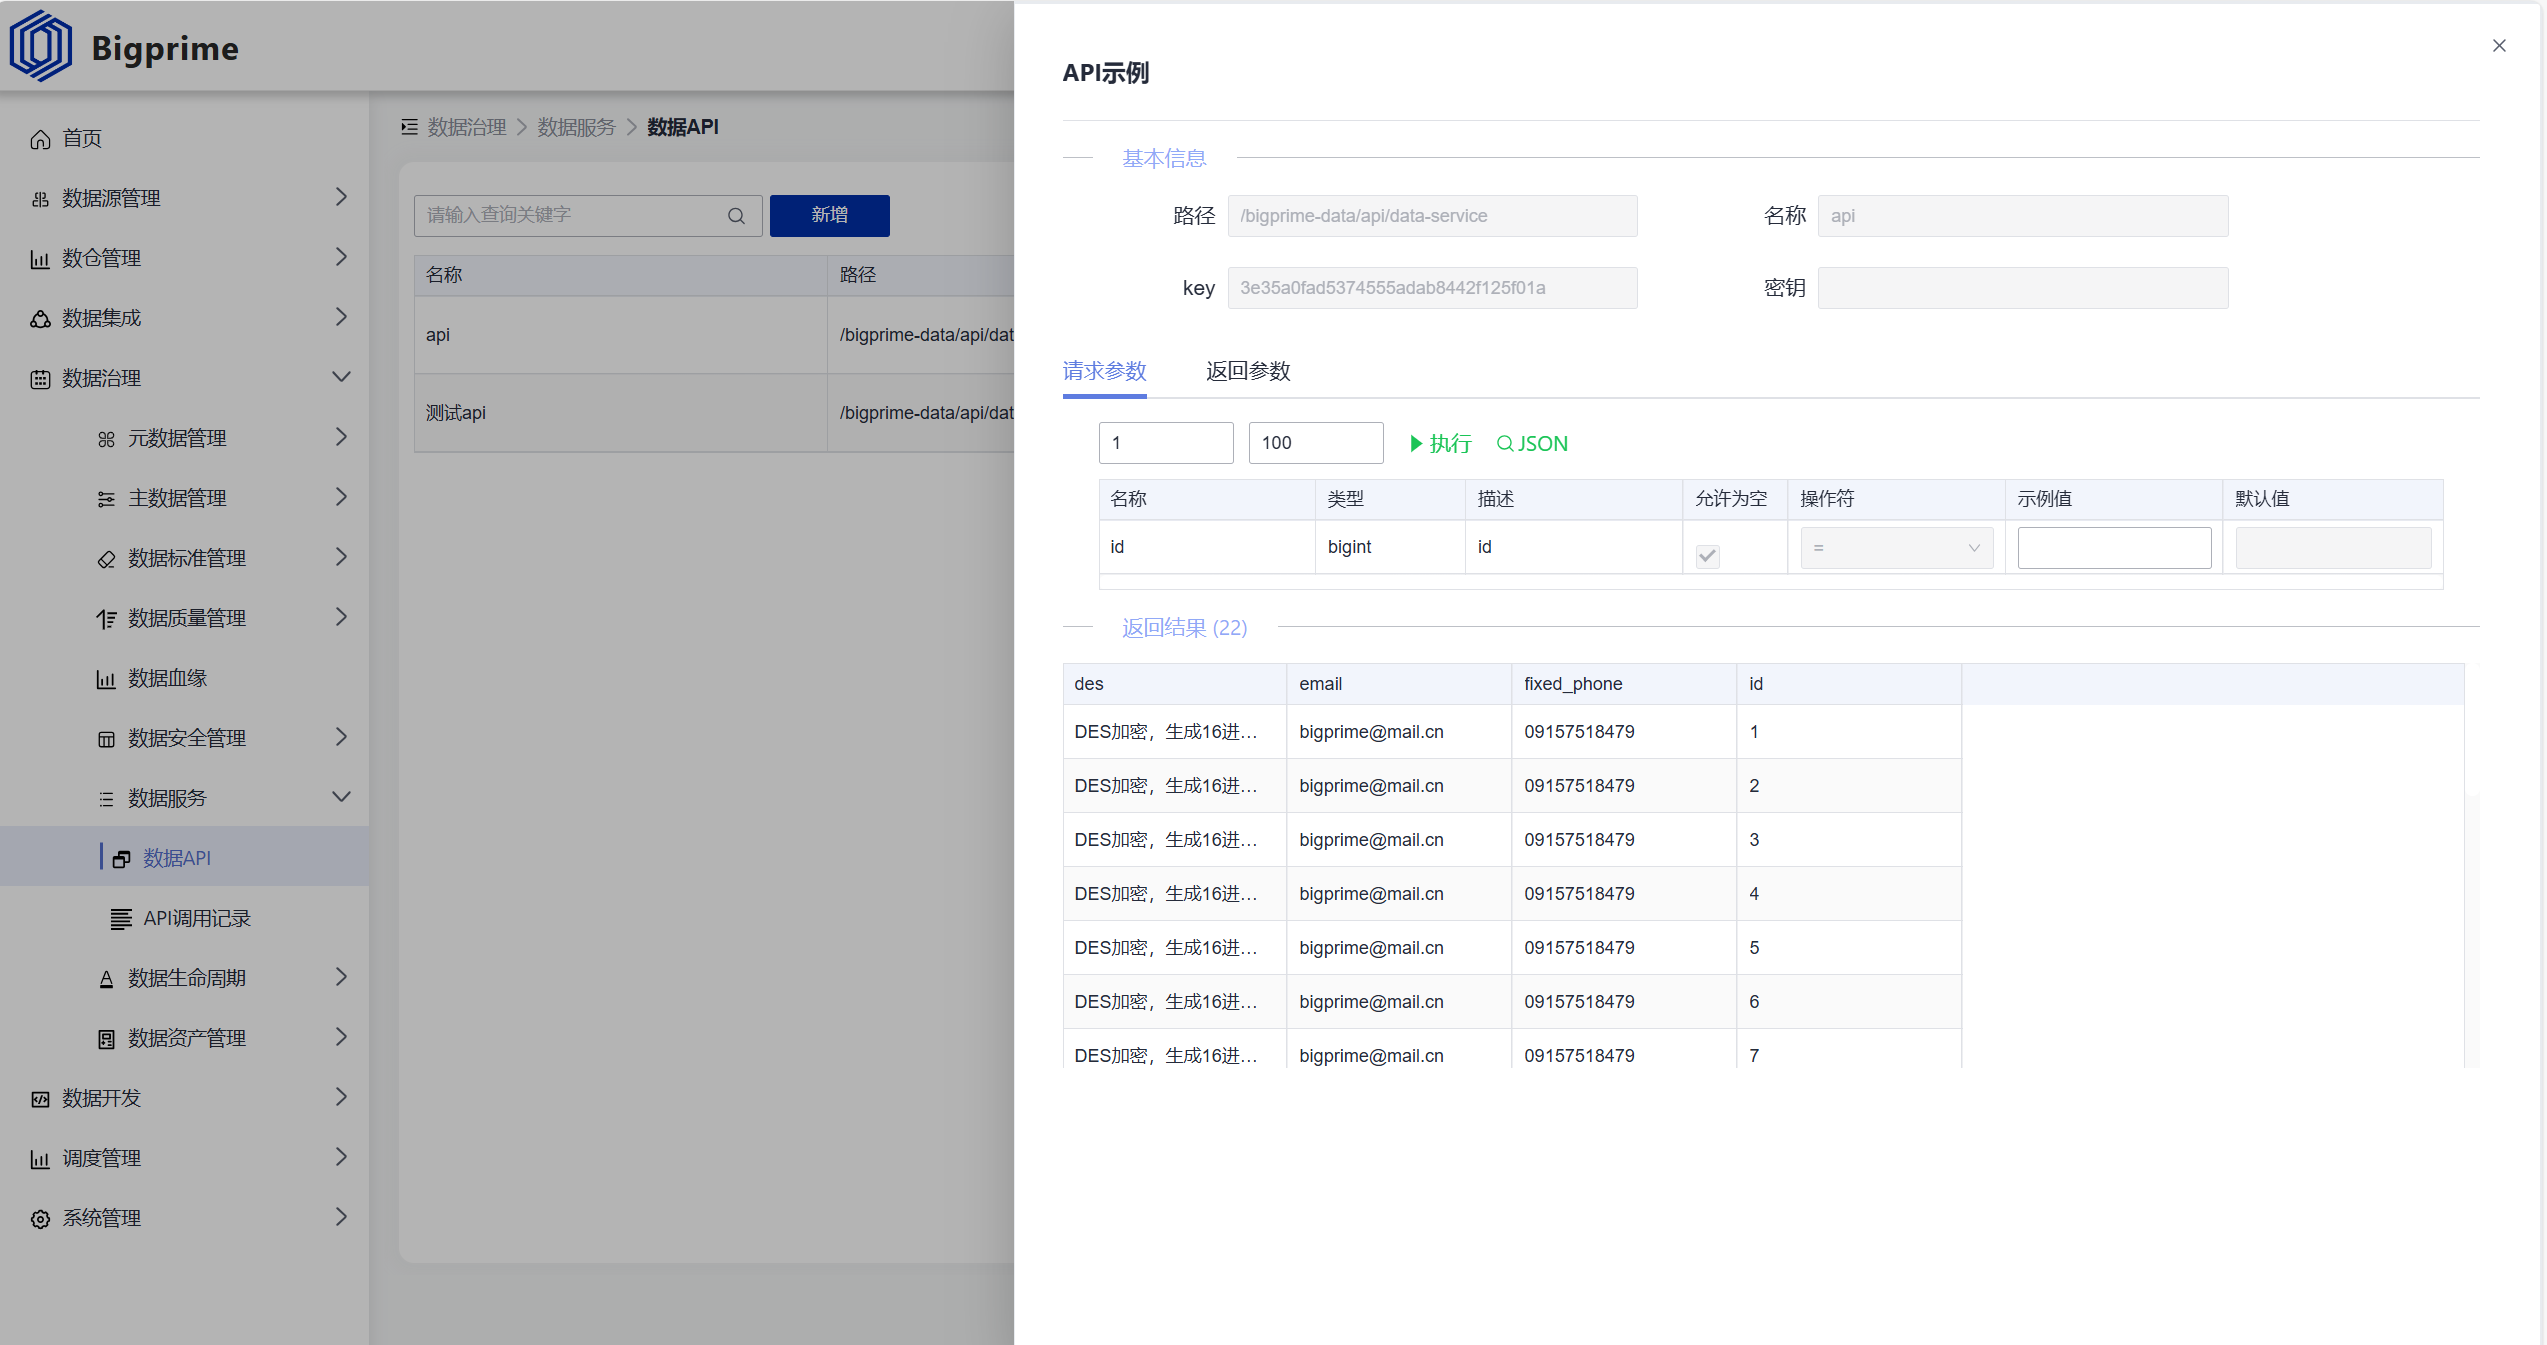 Bigprime
首页
数据源管理
数仓管理
数据集成
数据治理
元数据管理
主数据管理
数据标准管理
数据质量管理
数据血缘
数据安全管理
数据服务
数据API
API调用记录
数据生命周期
数据资产管理
数据开发
调度管理
系统管理
数据治理 数据服务 数据API
请输入查询关键字 新增
名称 路径
api /bigprime-data/api/dat
测试api /bigprime-data/api/dat
API示例
基本信息
路径 /bigprime-data/api/data-service 名称 api
key 3e35a0fad5374555adab8442f125f01a 密钥
请求参数 返回参数
1 100 执行 JSON
名称 类型 描述 允许为空 操作符 示例值 默认值
id bigint id =
返回结果 (22)
des email fixed_phone id
DES加密，生成16进... bigprime@mail.cn 09157518479 1
DES加密，生成16进... bigprime@mail.cn 09157518479 2
DES加密，生成16进... bigprime@mail.cn 09157518479 3
DES加密，生成16进... bigprime@mail.cn 09157518479 4
DES加密，生成16进... bigprime@mail.cn 09157518479 5
DES加密，生成16进... bigprime@mail.cn 09157518479 6
DES加密，生成16进... bigprime@mail.cn 09157518479 7